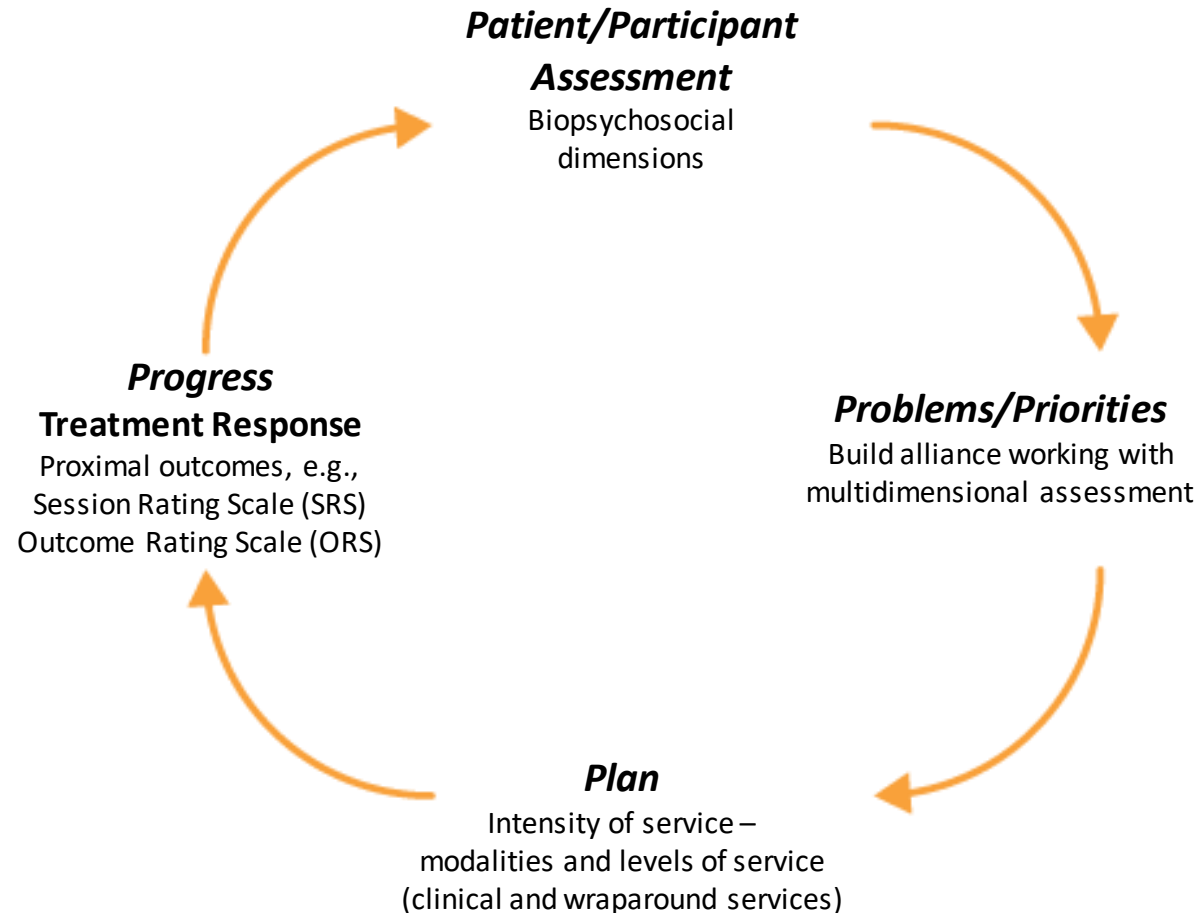 Patient/Participant
Assessment
Biopsychosocial
dimensions
Problems/Priorities
Build alliance working with
multidimensional assessment
Plan
Intensity of service –
modalities and levels of service
(clinical and wraparound services)
Progress
Treatment Response
Proximal outcomes, e.g.,
Session Rating Scale (SRS)
Outcome Rating Scale (ORS)